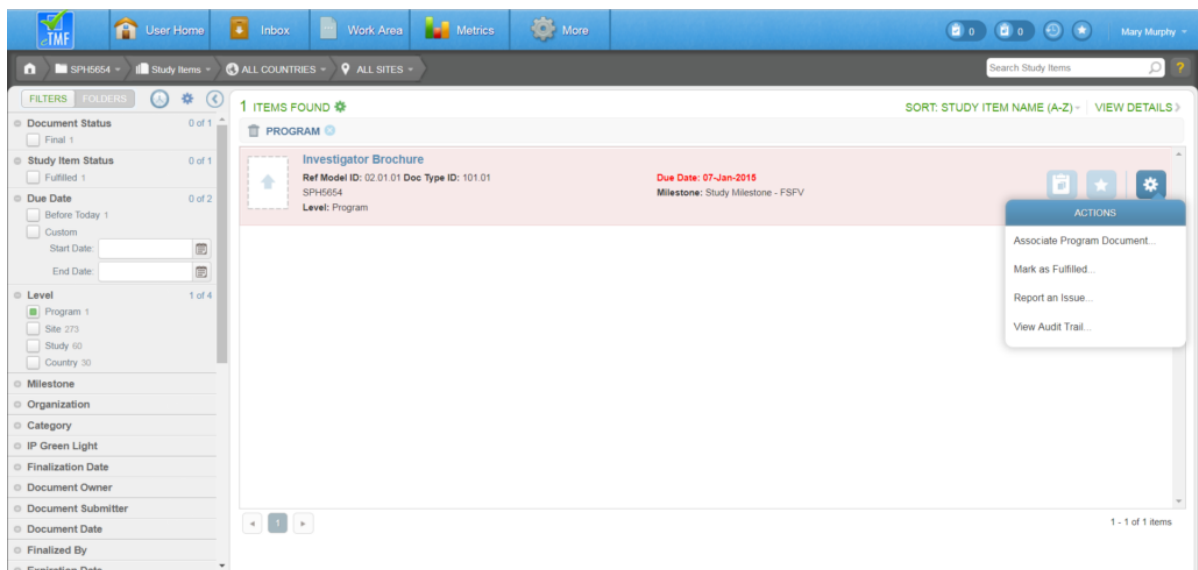 eTMF
User Home
Inbox
Work Area
Metrics
More
0
0
Mary Murphy
SPH5654
Study Items
ALL COUNTRIES
ALL SITES
Search Study Items
?
FILTERS
FOLDERS
Document Status 0 of 1
Final 1
Study Item Status 0 of 1
Fulfilled 1
Due Date 0 of 2
Before Today 1
Custom
Start Date:
End Date:
Level 1 of 4
Program 1
Site 273
Study 60
Country 30
Milestone
Organization
Category
IP Green Light
Finalization Date
Document Owner
Document Submitter
Document Date
Finalized By
Expiration Date
1 ITEMS FOUND
SORT: STUDY ITEM NAME (A-Z)
VIEW DETAILS
PROGRAM
Investigator Brochure
Ref Model ID: 02.01.01 Doc Type ID: 101.01
SPH5654
Level: Program
Due Date: 07-Jan-2015
Milestone: Study Milestone - FSFV
ACTIONS
Associate Program Document...
Mark as Fulfilled...
Report an Issue...
View Audit Trail...
1
1 - 1 of 1 items